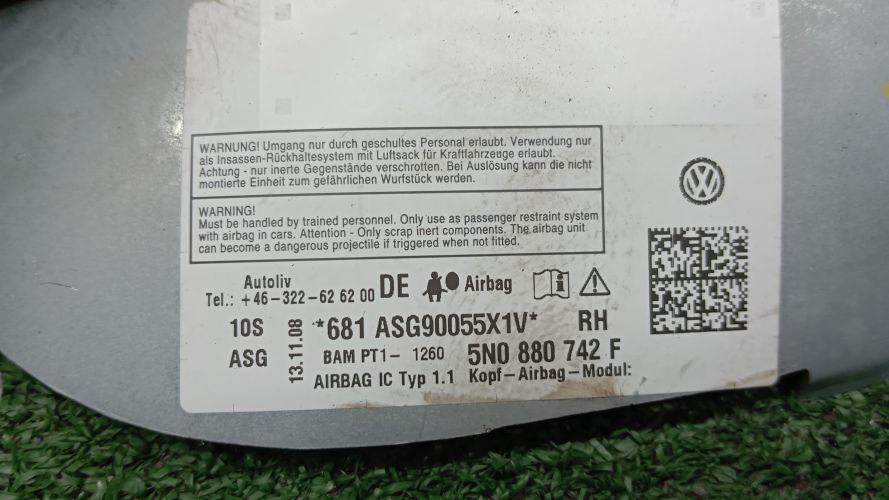 WARNUNG! Umgang nur durch geschultes Personal erlaubt. Verwendung nur
als Insassen-Rückhaltesystem mit Luftsack für Kraftfahrzeuge erlaubt.
Achtung - nur inerte Gegenstände verschrotten. Bei Auslösung kann die nicht
montierte Einheit zum gefährlichen Wurfstück werden.
WARNING!
Must be handled by trained personnel. Only use as passenger restraint system
with airbag in cars. Attention - Only scrap inert components. The airbag unit
can become a dangerous projectile if triggered when not fitted.
Autoliv
Tel.: +46-322-62 62 00 DE Airbag
10S 13.11.08 *681 ASG90055X1V* RH
ASG BAM PT1- 1260 5N0 880 742 F
AIRBAG IC Typ 1.1 Kopf-Airbag-Modul: